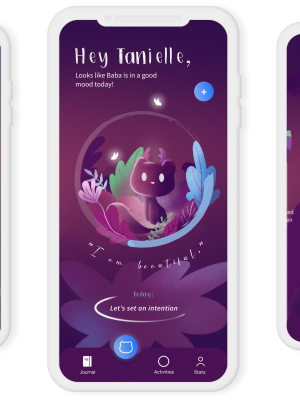 Hey Tanielle,
Looks like Baba is in a good
mood today!
+
"I am beautiful."
Today:
Let's set an intention
Journal
Activities
Stats